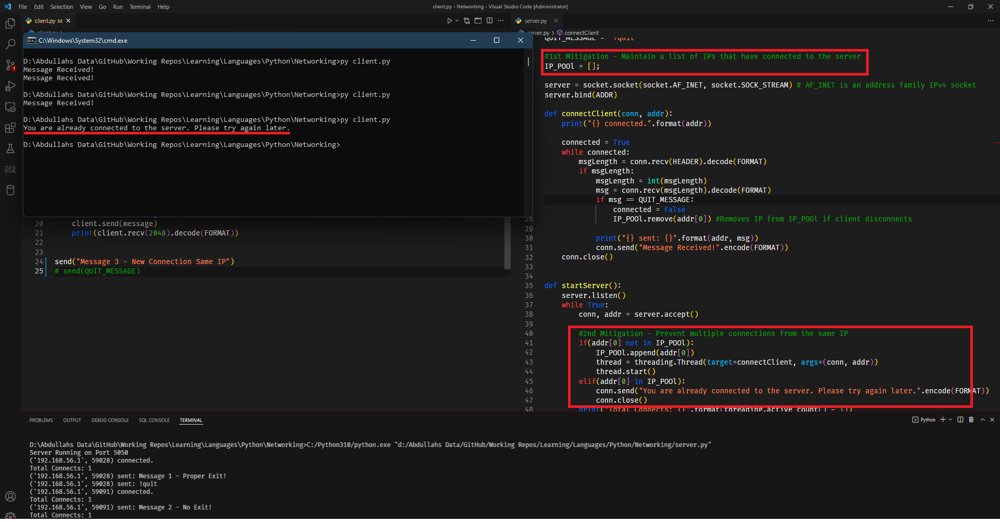 File Edit Selection View Go Run Terminal Help
client.py - Networking - Visual Studio Code [Administrator]
client.py M
server.py
server.py > connectClient
C:\Windows\System32\cmd.exe
D:\Abdullahs Data\GitHub\Working Repos\Learning\Languages\Python\Networking>py client.py
Message Received!
Message Received!
D:\Abdullahs Data\GitHub\Working Repos\Learning\Languages\Python\Networking>py client.py
Message Received!
D:\Abdullahs Data\GitHub\Working Repos\Learning\Languages\Python\Networking>py client.py
You are already connected to the server. Please try again later.
D:\Abdullahs Data\GitHub\Working Repos\Learning\Languages\Python\Networking>
20 client.send(message)
21 print(client.recv(2048).decode(FORMAT))
22
23
24 send("Message 3 - New Connection Same IP")
25 # send(QUIT_MESSAGE)
QUIT_MESSAGE = "!quit"
#1st Mitigation - Maintain a list of IPs that have connected to the server
IP_POOl = [];
server = socket.socket(socket.AF_INET, socket.SOCK_STREAM) # AF_INET is an address family IPv4 socket
server.bind(ADDR)
def connectClient(conn, addr):
print("{} connected.".format(addr))
connected = True
while connected:
msgLength = conn.recv(HEADER).decode(FORMAT)
if msgLength:
msgLength = int(msgLength)
msg = conn.recv(msgLength).decode(FORMAT)
if msg == QUIT_MESSAGE:
connected = False
28 IP_POOl.remove(addr[0]) #Removes IP from IP_POOl if client disconnects
29
30 print("{} sent: {}".format(addr, msg))
31 conn.send("Message Received!".encode(FORMAT))
32 conn.close()
33
34
35 def startServer():
36 server.listen()
37 while True:
38 conn, addr = server.accept()
39
40 #2nd Mitigation - Prevent multiple connections from the same IP
41 if(addr[0] not in IP_POOl):
42 IP_POOl.append(addr[0])
43 thread = threading.Thread(target=connectClient, args=(conn, addr))
44 thread.start()
45 elif(addr[0] in IP_POOl):
46 conn.send("You are already connected to the server. Please try again later.".encode(FORMAT))
47 conn.close()
48 print("Total Connects: {}".format(threading.active_count() - 1))
PROBLEMS OUTPUT DEBUG CONSOLE SQL CONSOLE TERMINAL
Python
D:\Abdullahs Data\GitHub\Working Repos\Learning\Languages\Python\Networking>C:/Python310/python.exe "d:/Abdullahs Data/GitHub/Working Repos/Learning/Languages/Python/Networking/server.py"
Server Running on Port 5050
('192.168.56.1', 59028) connected.
Total Connects: 1
('192.168.56.1', 59028) sent: Message 1 - Proper Exit!
('192.168.56.1', 59028) sent: !quit
('192.168.56.1', 59091) connected.
Total Connects: 1
('192.168.56.1', 59091) sent: Message 2 - No Exit!
Total Connects: 1